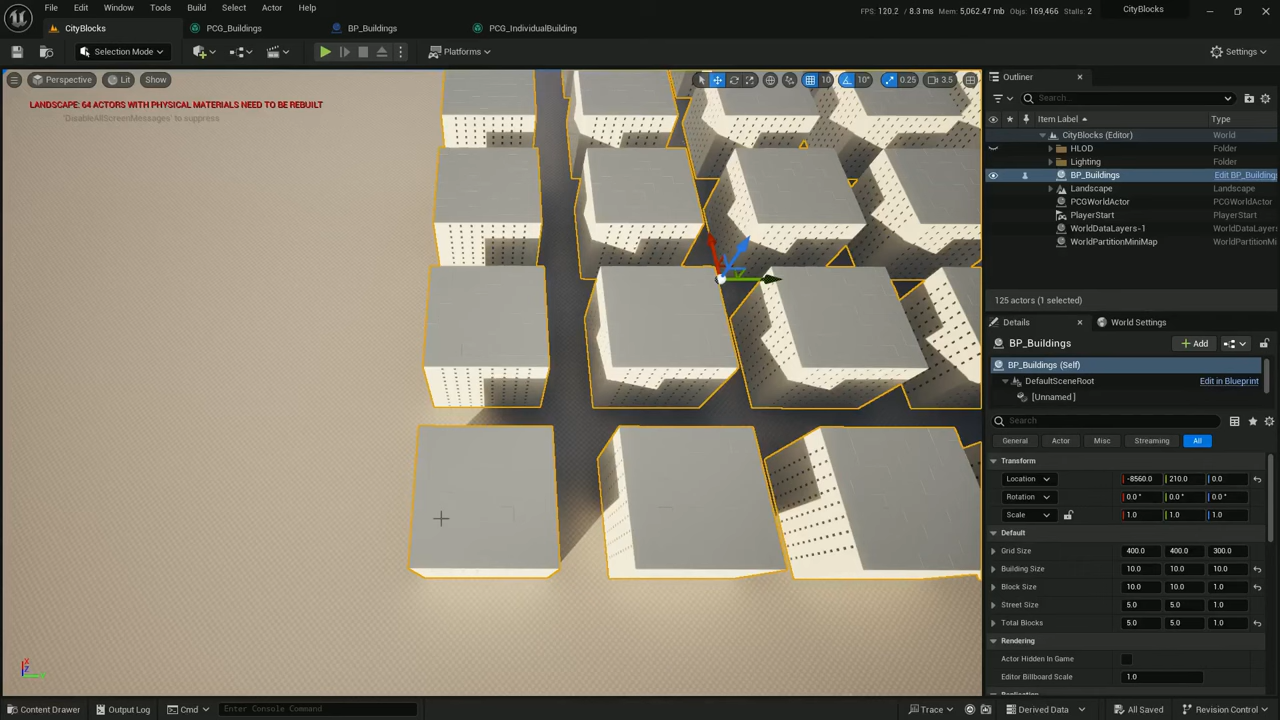 File Edit Window Tools Build Select Actor Help
FPS: 120.2 / 8.3 ms Mem: 5,062.47 mb Objs: 169,466 Stalls: 2
CityBlocks
CityBlocks
PCG_Buildings
BP_Buildings
PCG_IndividualBuilding
Selection Mode
Platforms
Settings
Perspective
Lit
Show
10
10°
0.25
3.5
LANDSCAPE: 64 ACTORS WITH PHYSICAL MATERIALS NEED TO BE REBUILT
'DisableAllScreenMessages' to suppress
Outliner
Search...
Item Label
Type
CityBlocks (Editor) World
HLOD Folder
Lighting Folder
BP_Buildings Edit BP_Building
Landscape Landscape
PCGWorldActor PCGWorldActor
PlayerStart PlayerStart
WorldDataLayers-1 WorldDataLayers
WorldPartitionMiniMap WorldPartitionMi
125 actors (1 selected)
Details
World Settings
BP_Buildings
Add
BP_Buildings (Self)
DefaultSceneRoot Edit in Blueprint
[Unnamed ]
Search
General Actor Misc Streaming All
Transform
Location -8560.0 210.0 0.0
Rotation 0.0 ° 0.0 ° 0.0 °
Scale 1.0 1.0 1.0
Default
Grid Size 400.0 400.0 300.0
Building Size 10.0 10.0 10.0
Block Size 10.0 10.0 1.0
Street Size 5.0 5.0 1.0
Total Blocks 5.0 5.0 1.0
Rendering
Actor Hidden In Game
Editor Billboard Scale 1.0
Replication
X
Z
Content Drawer
Output Log
Cmd
Enter Console Command
Trace
Derived Data
All Saved
Revision Control